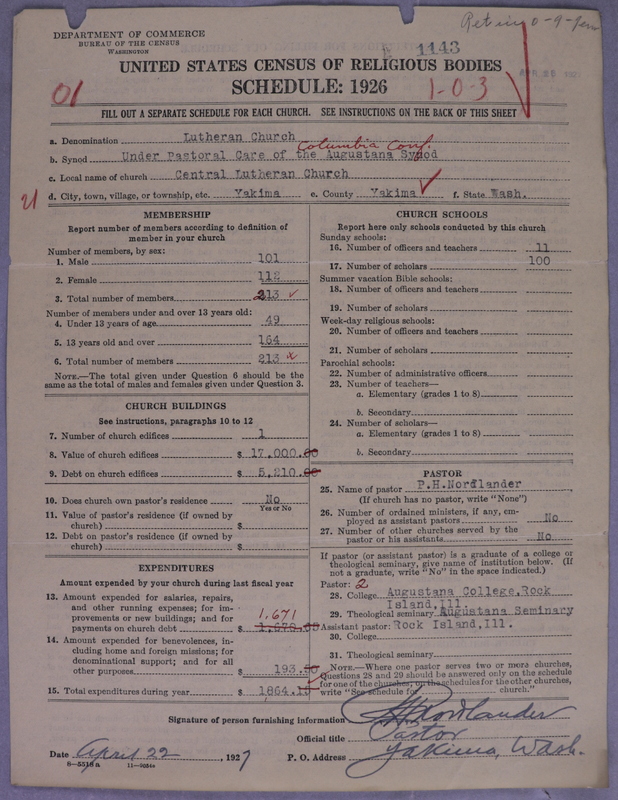 DEPARTMENT OF COMMERCE
BUREAU OF THE CENSUS
WASHINGTON
1143
UNITED STATES CENSUS OF RELIGIOUS BODIES
SCHEDULE: 1926
01
1-0-3
FILL OUT A SEPARATE SCHEDULE FOR EACH CHURCH. SEE INSTRUCTIONS ON THE BACK OF THIS SHEET
a. Denomination Lutheran Church
Columbia Conf.
b. Synod Under Pastoral Care of the Augustana Synod
c. Local name of church Central Lutheran Church
21 d. City, town, village, or township, etc. Yakima e. County Yakima f. State Wash.
MEMBERSHIP
Report number of members according to definition of
member in your church
Number of members, by sex:
1. Male 101
2. Female 112
3. Total number of members 213
Number of members under and over 13 years old:
4. Under 13 years of age 49
5. 13 years old and over 164
6. Total number of members 213
NOTE.—The total given under Question 6 should be
same as the total of males and females given under Question 3.
CHURCH BUILDINGS
See instructions, paragraphs 10 to 12
7. Number of church edifices 1
8. Value of church edifices $ 17,000.00
9. Debt on church edifices $ 5,210.00
10. Does church own pastor's residence No
Yes or No
11. Value of pastor's residence (if owned by
church) $
12. Debt on pastor's residence (if owned by
church) $
EXPENDITURES
Amount expended by your church during last fiscal year
13. Amount expended for salaries, repairs,
and other running expenses; for im-
provements or new buildings; and for 1,671
payments on church debt $
14. Amount expended for benevolences, in-
cluding home and foreign missions; for
denominational support; and for all
other purposes $ 193.50
15. Total expenditures during year $ 1864.15
CHURCH SCHOOLS
Report here only schools conducted by this church
Sunday schools:
16. Number of officers and teachers 11
17. Number of scholars 100
Summer vacation Bible schools:
18. Number of officers and teachers
19. Number of scholars
Week-day religious schools:
20. Number of officers and teachers
21. Number of scholars
Parochial schools:
22. Number of administrative officers
23. Number of teachers—
a. Elementary (grades 1 to 8)
b. Secondary
24. Number of scholars—
a. Elementary (grades 1 to 8)
b. Secondary
PASTOR
25. Name of pastor P.H.Nordlander
(If church has no pastor, write "None")
26. Number of ordained ministers, if any, em-
ployed as assistant pastors No
27. Number of other churches served by the
pastor or his assistants No
If pastor (or assistant pastor) is a graduate of a college or
theological seminary, give name of institution below. (If
not a graduate, write "No" in the space indicated.)
Pastor: 2
28. College Augustana College,Rock
Island,Ill.
29. Theological seminary Augustana Seminary
Assistant pastor: Rock Island,Ill.
30. College
31. Theological seminary
NOTE.—Where one pastor serves two or more churches,
Questions 28 and 29 should be answered only on the schedule
for one of the churches; on the schedules for the other churches,
write "See schedule for church."
Signature of person furnishing information P.H. Nordlander
Official title Pastor
Date April 22, 1927 P. O. Address Yakima, Wash.
8—5518a